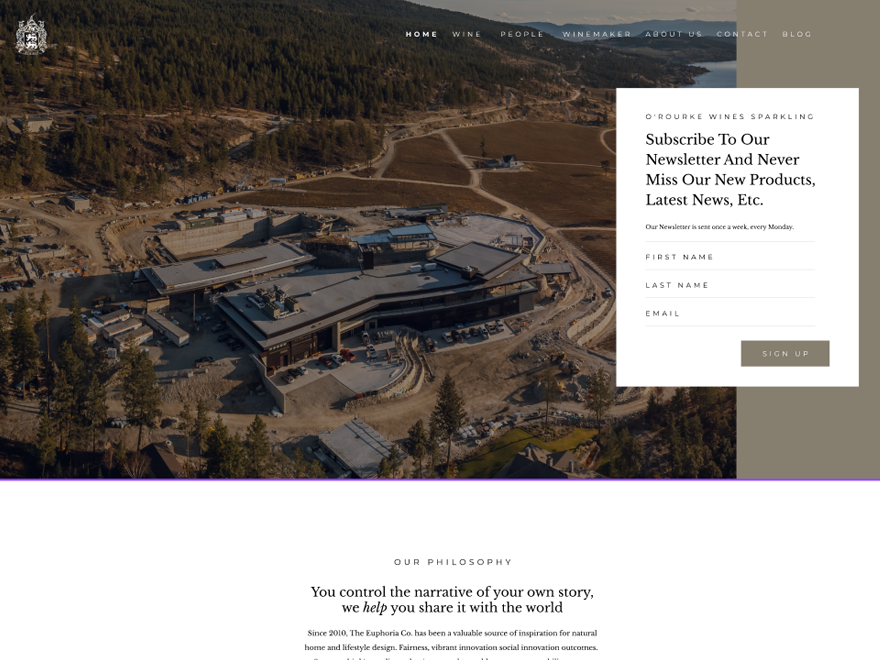 HOME WINE PEOPLE WINEMAKER ABOUT US CONTACT BLOG
O'ROURKE WINES SPARKLING
Subscribe To Our
Newsletter And Never
Miss Our New Products,
Latest News, Etc.
Our Newsletter is sent once a week, every Monday.
FIRST NAME
LAST NAME
EMAIL
SIGN UP
OUR PHILOSOPHY
You control the narrative of your own story,
we help you share it with the world
Since 2010, The Euphoria Co. has been a valuable source of inspiration for natural
home and lifestyle design. Fairness, vibrant innovation social innovation outcomes.